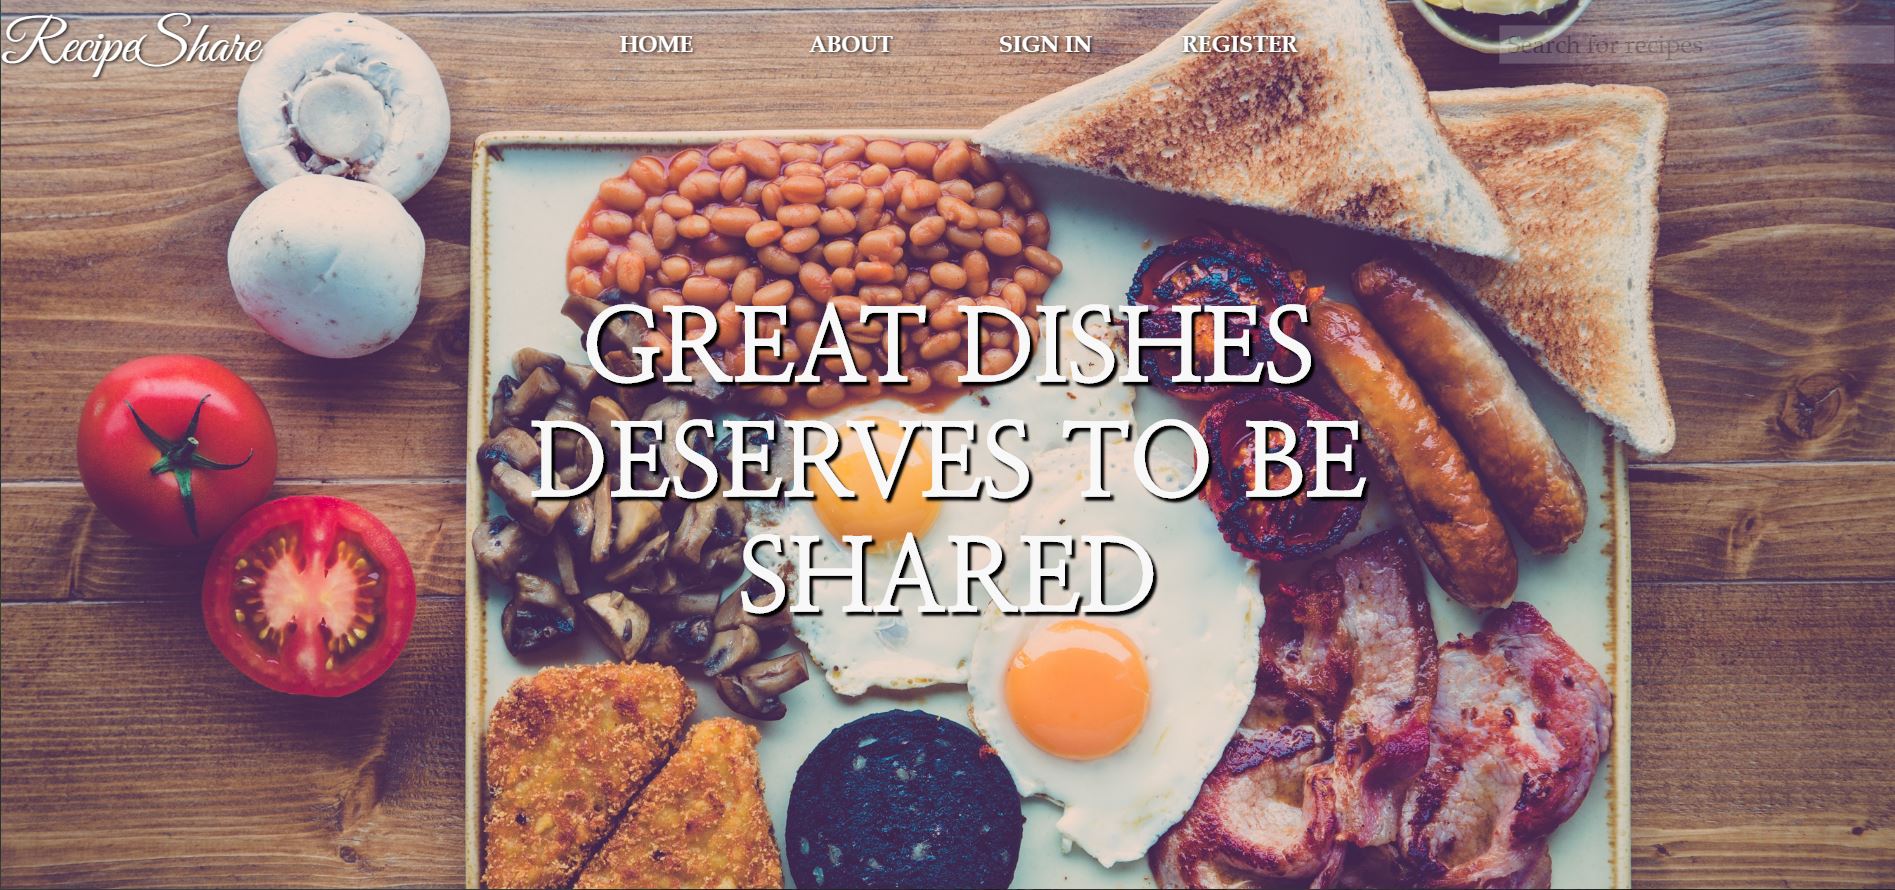 RecipeShare
HOME ABOUT SIGN IN REGISTER
Search for recipes
GREAT DISHES
DESERVES TO BE
SHARED